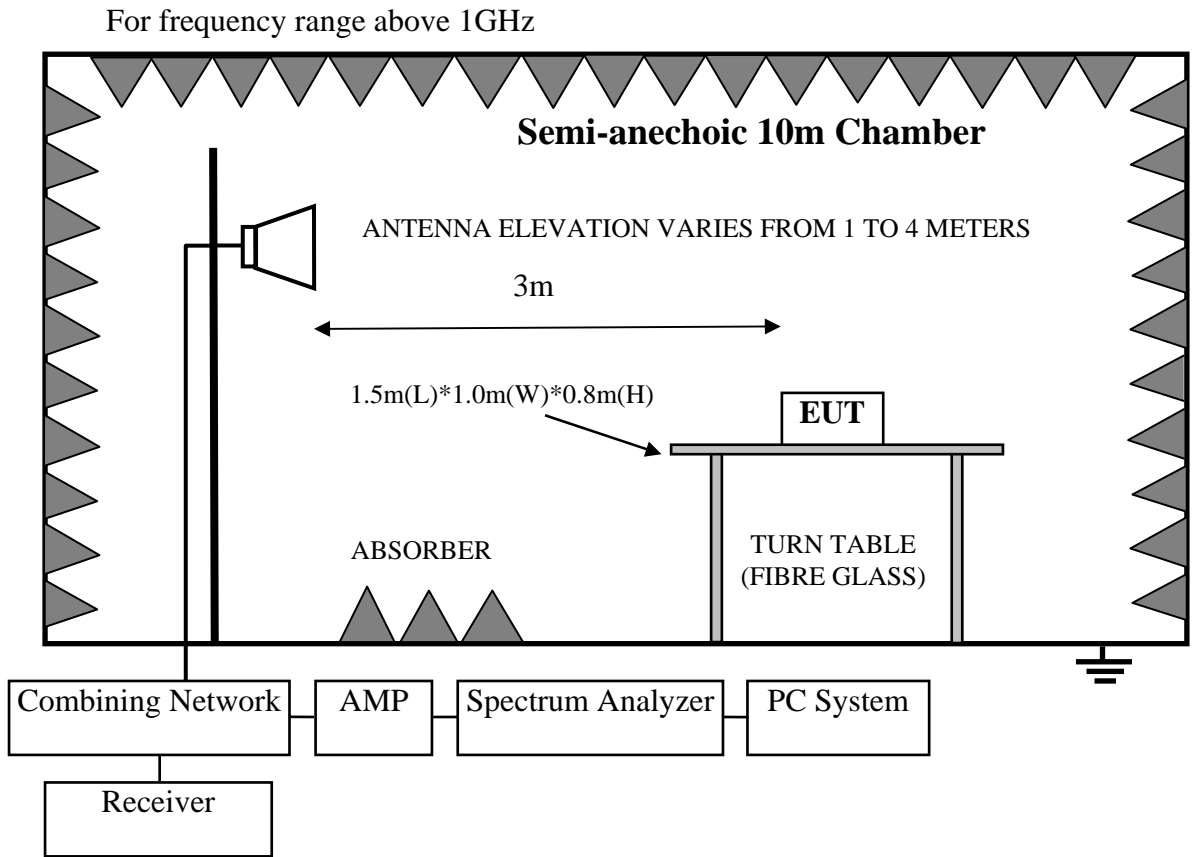 For frequency range above 1GHz
Semi-anechoic 10m Chamber
ANTENNA ELEVATION VARIES FROM 1 TO 4 METERS
3m
1.5m(L)*1.0m(W)*0.8m(H)
EUT
ABSORBER
TURN TABLE
(FIBRE GLASS)
Combining Network
AMP
Spectrum Analyzer
PC System
Receiver